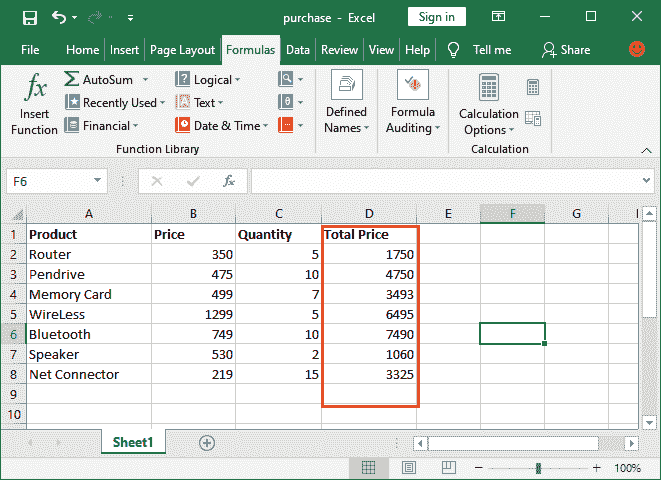 purchase - Excel Sign in
File Home Insert Page Layout Formulas Data Review View Help Tell me Share
fx Insert Function
AutoSum
Recently Used
Financial
Logical
Text
Date & Time
Defined Names
Formula Auditing
Calculation Options
Function Library
Calculation
F6 fx
A B C D E F G
1 Product Price Quantity Total Price
2 Router 350 5 1750
3 Pendrive 475 10 4750
4 Memory Card 499 7 3493
5 WireLess 1299 5 6495
6 Bluetooth 749 10 7490
7 Speaker 530 2 1060
8 Net Connector 219 15 3325
9
10
Sheet1
100%